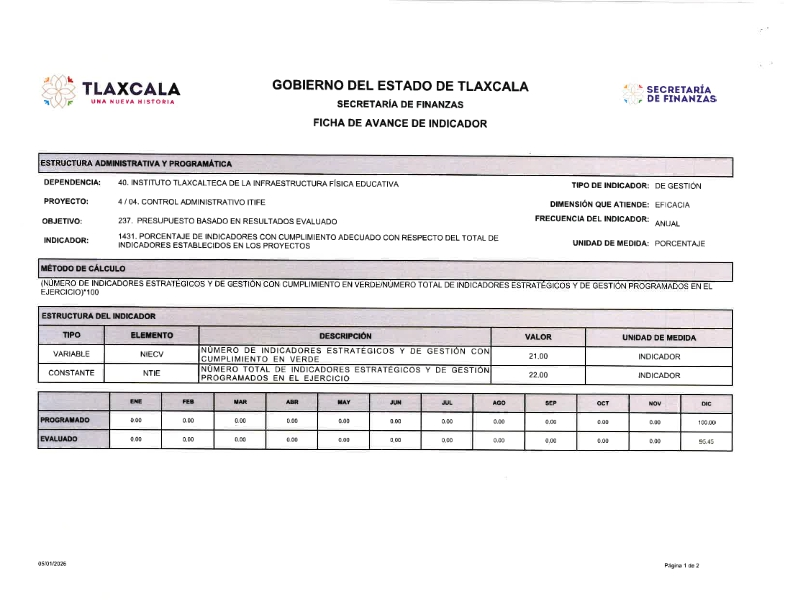 TLAXCALA
UNA NUEVA HISTORIA
GOBIERNO DEL ESTADO DE TLAXCALA
SECRETARÍA DE FINANZAS
FICHA DE AVANCE DE INDICADOR
SECRETARÍA
DE FINANZAS
ESTRUCTURA ADMINISTRATIVA Y PROGRAMÁTICA
DEPENDENCIA: 40. INSTITUTO TLAXCALTECA DE LA INFRAESTRUCTURA FÍSICA EDUCATIVA
TIPO DE INDICADOR: DE GESTIÓN
PROYECTO: 4 / 04. CONTROL ADMINISTRATIVO ITIFE
DIMENSIÓN QUE ATIENDE: EFICACIA
OBJETIVO: 237. PRESUPUESTO BASADO EN RESULTADOS EVALUADO
FRECUENCIA DEL INDICADOR: ANUAL
INDICADOR: 1431. PORCENTAJE DE INDICADORES CON CUMPLIMIENTO ADECUADO CON RESPECTO DEL TOTAL DE
INDICADORES ESTABLECIDOS EN LOS PROYECTOS
UNIDAD DE MEDIDA: PORCENTAJE
MÉTODO DE CÁLCULO
(NÚMERO DE INDICADORES ESTRATÉGICOS Y DE GESTIÓN CON CUMPLIMIENTO EN VERDE/NÚMERO TOTAL DE INDICADORES ESTRATÉGICOS Y DE GESTIÓN PROGRAMADOS EN EL
EJERCICIO)*100
ESTRUCTURA DEL INDICADOR
TIPO ELEMENTO DESCRIPCIÓN VALOR UNIDAD DE MEDIDA
VARIABLE NIECV NÚMERO DE INDICADORES ESTRATÉGICOS Y DE GESTIÓN CON
CUMPLIMIENTO EN VERDE 21.00 INDICADOR
CONSTANTE NTIE NÚMERO TOTAL DE INDICADORES ESTRATÉGICOS Y DE GESTIÓN
PROGRAMADOS EN EL EJERCICIO 22.00 INDICADOR
ENE FEB MAR ABR MAY JUN JUL AGO SEP OCT NOV DIC
PROGRAMADO 0.00 0.00 0.00 0.00 0.00 0.00 0.00 0.00 0.00 0.00 0.00 100.00
EVALUADO 0.00 0.00 0.00 0.00 0.00 0.00 0.00 0.00 0.00 0.00 0.00 95.45
05/01/2026
Página 1 de 2